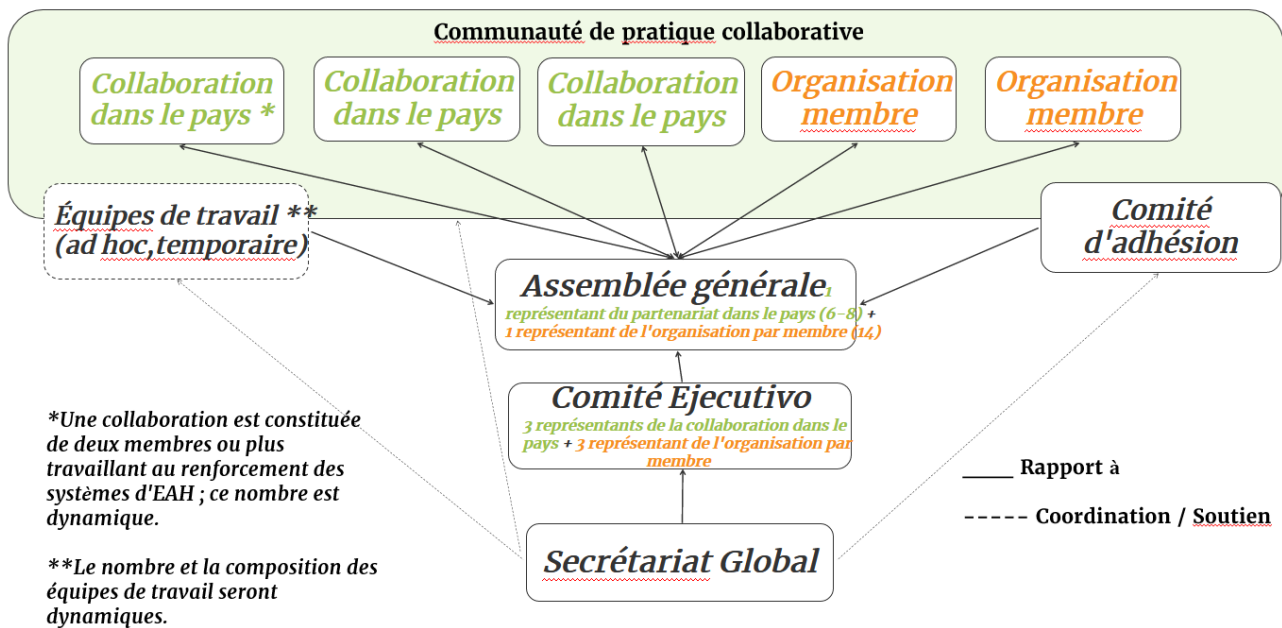 Communauté de pratique collaborative
Collaboration
dans le pays *
Collaboration
dans le pays
Collaboration
dans le pays
Organisation
membre
Organisation
membre
Équipes de travail **
(ad hoc,temporaire)
Comité
d'adhésion
Assemblée générale1
représentant du partenariat dans le pays (6-8) +
1 représentant de l'organisation par membre (14)
Comité Ejecutivo
3 représentants de la collaboration dans le
pays + 3 représentant de l'organisation par
membre
*Une collaboration est constituée
de deux membres ou plus
travaillant au renforcement des
systèmes d'EAH ; ce nombre est
dynamique.
**Le nombre et la composition des
équipes de travail seront
dynamiques.
Secrétariat Global
____ Rapport à
------ Coordination / Soutien